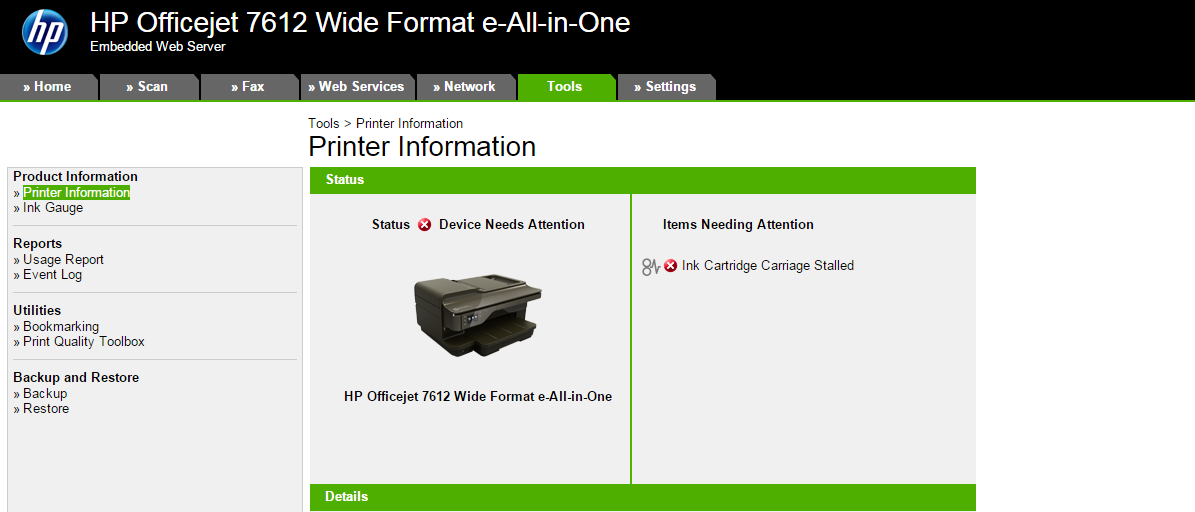 hp
HP Officejet 7612 Wide Format e-All-in-One
Embedded Web Server
» Home
» Scan
» Fax
» Web Services
» Network
Tools
» Settings
Tools > Printer Information
Printer Information
Product Information
» Printer Information
» Ink Gauge
Reports
» Usage Report
» Event Log
Utilities
» Bookmarking
» Print Quality Toolbox
Backup and Restore
» Backup
» Restore
Status
Status Device Needs Attention
HP Officejet 7612 Wide Format e-All-in-One
Items Needing Attention
Ink Cartridge Carriage Stalled
Details